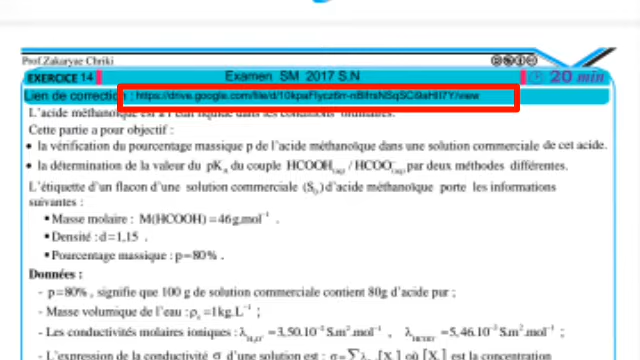 Prof.Zakaryae Chriki
EXERCICE 14 Examen SM 2017 S.N 20 min
Lien de correction :
L'acide méthanoïque est à l'état liquide dans les conditions ordinaires.
Cette partie a pour objectif :
• la vérification du pourcentage massique p de l'acide méthanoïque dans une solution commerciale de cet acide.
• la détermination de la valeur du pK_A du couple HCOOH(aq) / HCOO⁻(aq) par deux méthodes différentes.
L'étiquette d'un flacon d'une solution commerciale (S₀) d'acide méthanoïque porte les informations
suivantes :
▪ Masse molaire : M(HCOOH)=46g.mol⁻¹ .
▪ Densité : d=1,15 .
▪ Pourcentage massique : p=80% .
Données :
- p=80% , signifie que 100 g de solution commerciale contient 80g d'acide pur ;
- Masse volumique de l'eau : ρₑ=1kg.L⁻¹ ;
- Les conductivités molaires ioniques : λ_H₃O⁺ =3,50.10⁻² S.m².mol⁻¹ , λ_HCOO⁻ =5,46.10⁻³ S.m².mol⁻¹ ;
- L'expression de la conductivité σ d'une solution est : σ=∑λ [Xᵢ] où [Xᵢ] est la concentration